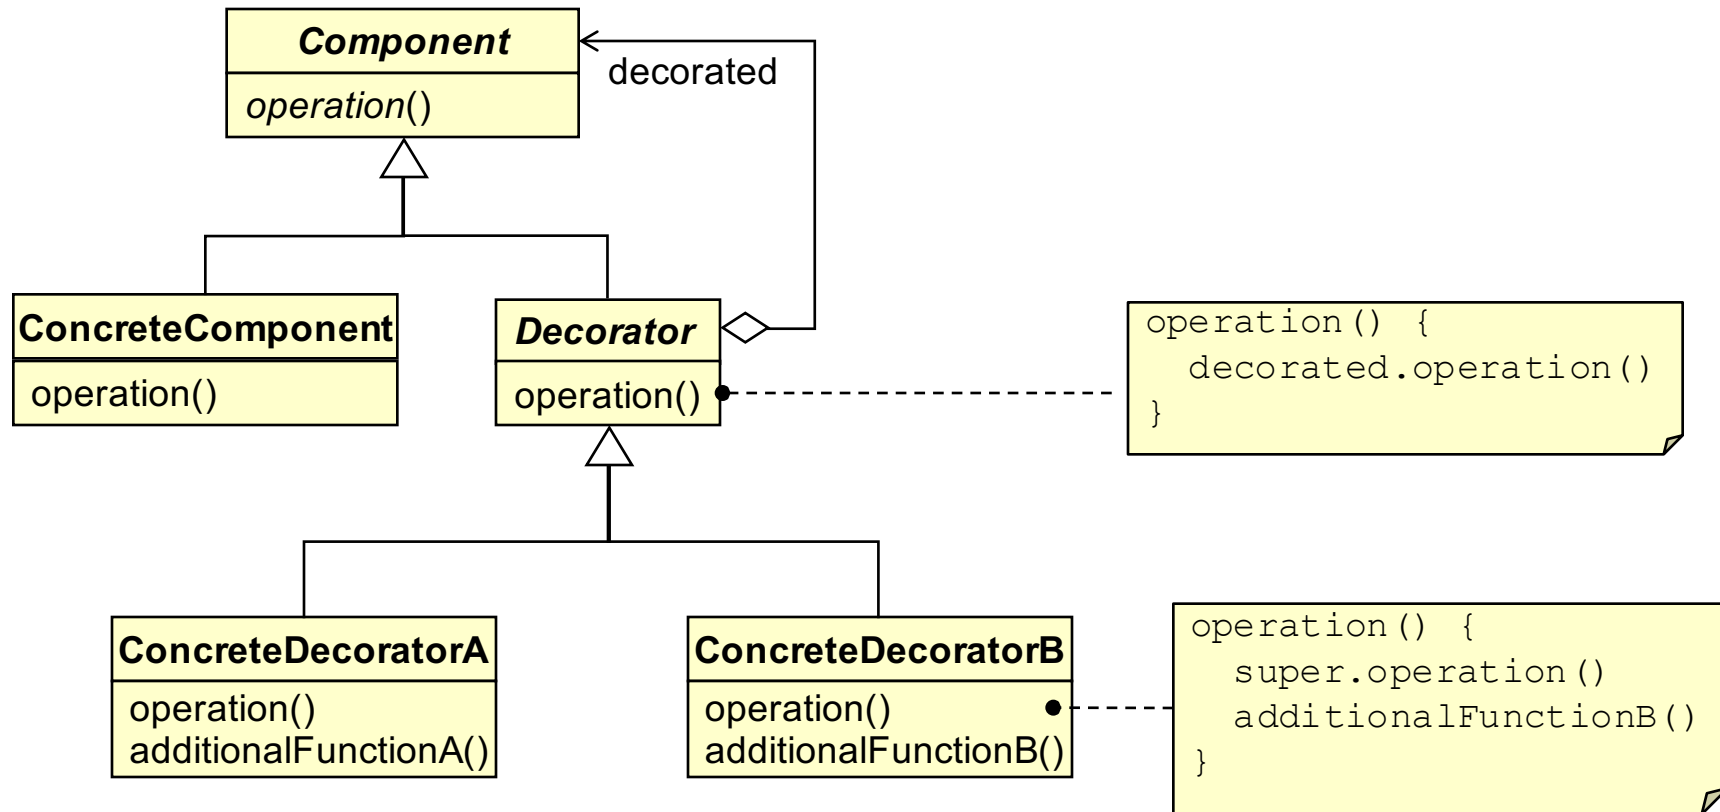 Component
decorated
operation()
ConcreteComponent
operation()
Decorator
operation()
operation() {
decorated.operation()
}
ConcreteDecoratorA
operation()
additionalFunctionA()
ConcreteDecoratorB
operation()
additionalFunctionB()
operation() {
super.operation()
additionalFunctionB()
}